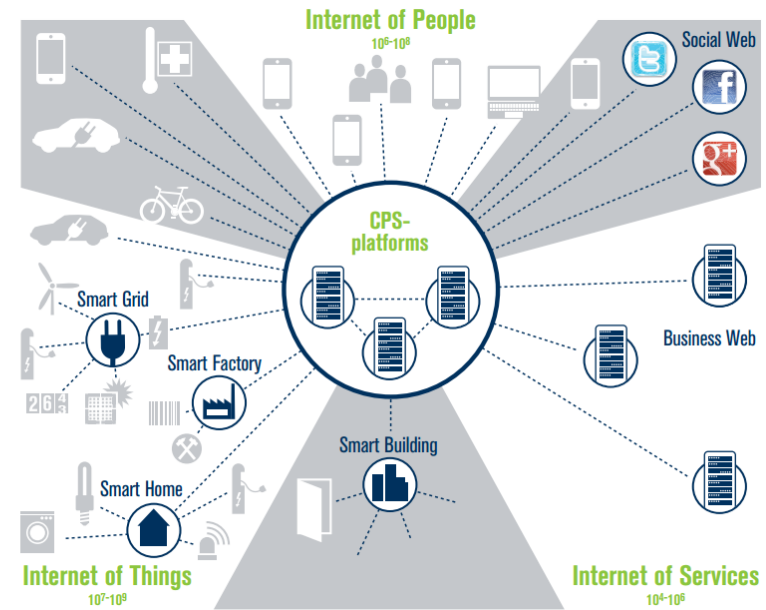 Internet of People
10⁶-10⁸
Social Web
g+
CPS-
platforms
Smart Grid
Business Web
Smart Factory
Smart Building
Smart Home
Internet of Things
10⁷-10⁹
Internet of Services
10⁴-10⁶